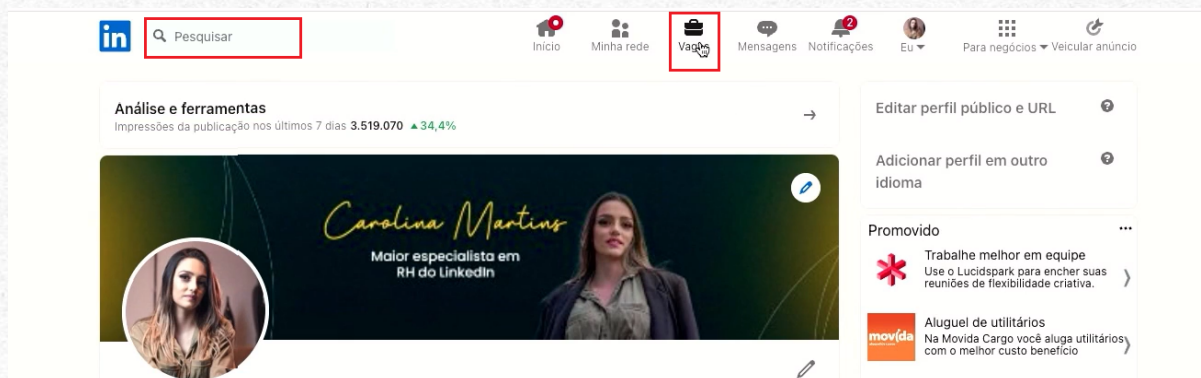 in
Pesquisar
Início
Minha rede
Vagas
Mensagens
2
Notificações
Eu
Para negócios
Veicular anúncio
Análise e ferramentas
Impressões da publicação nos últimos 7 dias 3.519.070 ▲34,4%
Editar perfil público e URL
Adicionar perfil em outro
idioma
Carolina Martins
Maior especialista em
RH do LinkedIn
Promovido
Trabalhe melhor em equipe
Use o Lucidspark para encher suas
reuniões de flexibilidade criativa.
movida
Aluguel de utilitários
Na Movida Cargo você aluga utilitários
com o melhor custo benefício